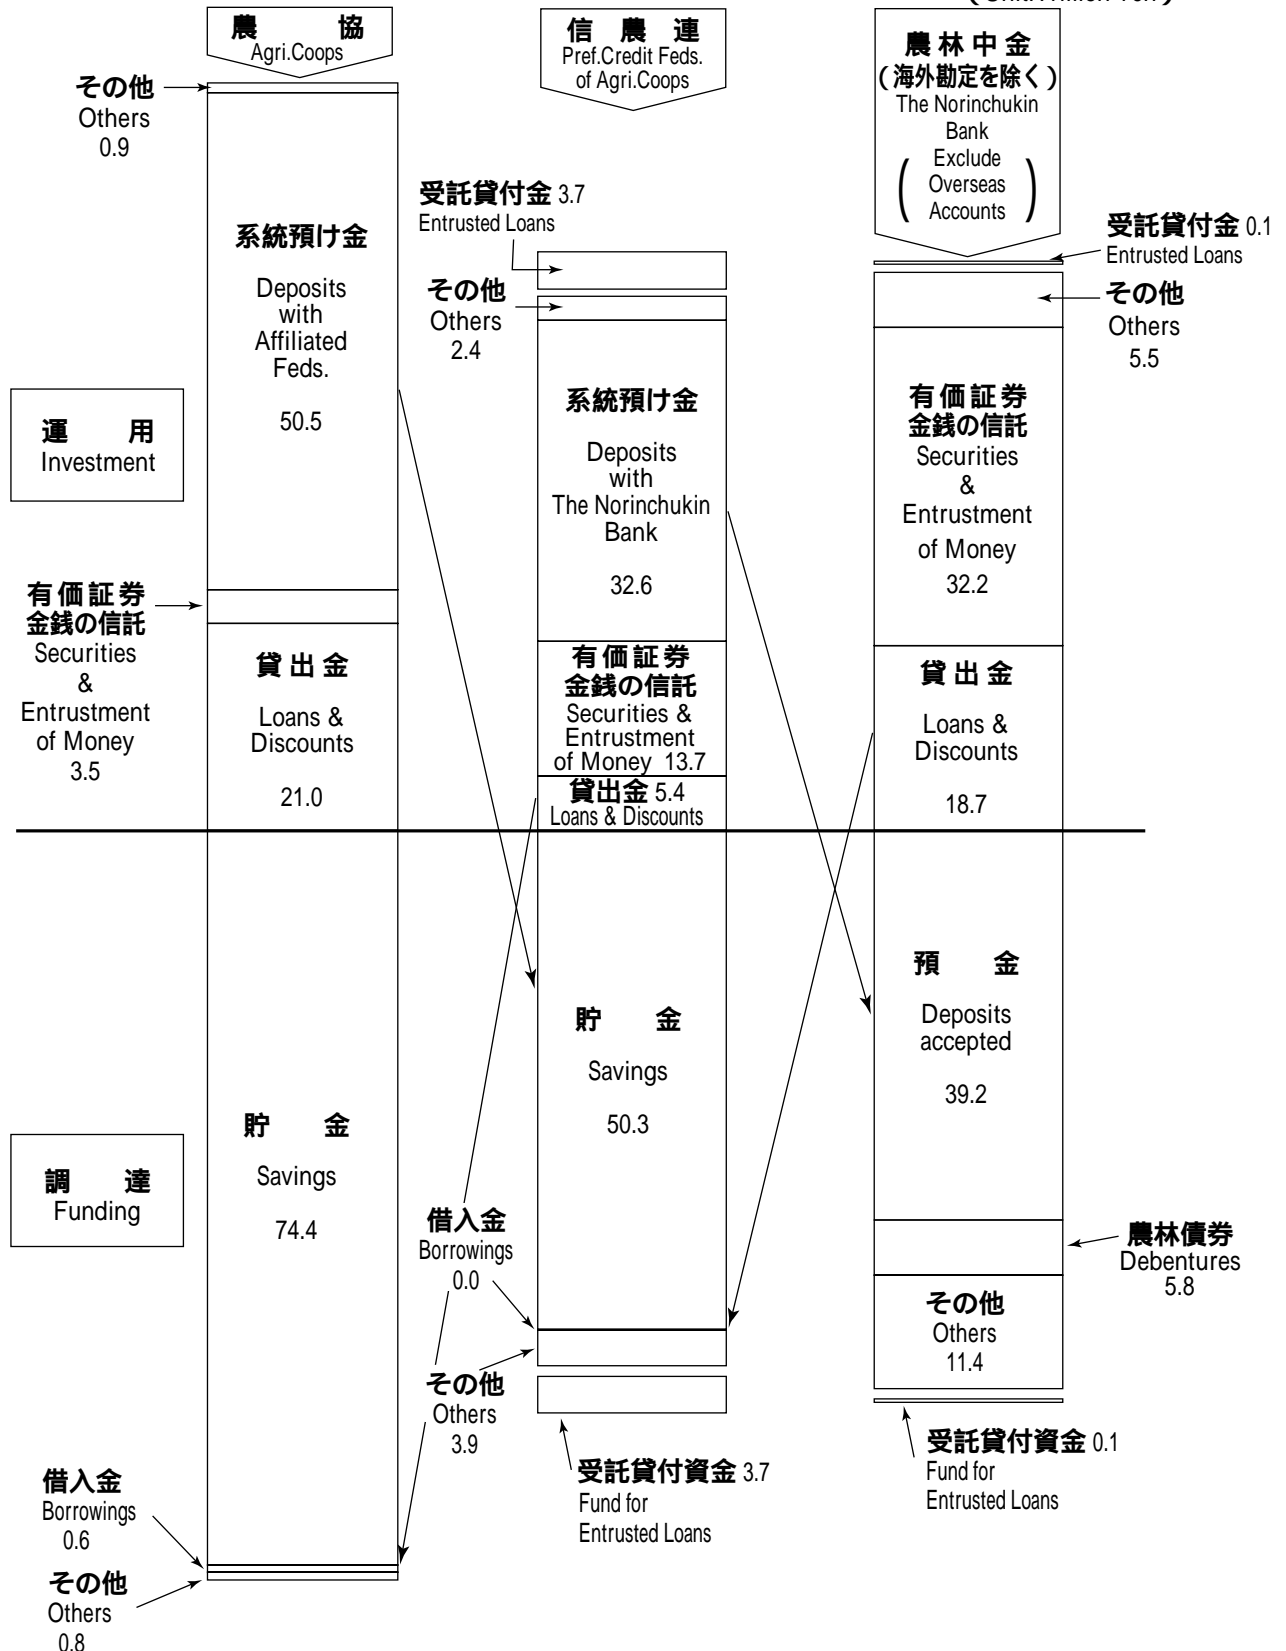 農 協
Agri.Coops
その他
Others
0.9
系統預け金
Deposits
with
Affiliated
Feds.
50.5
有価証券
金銭の信託
Securities
&
Entrustment
of Money
3.5
貸出金
Loans &
Discounts
21.0
運 用
Investment
信農連
Pref.Credit Feds.
of Agri.Coops
受託貸付金 3.7
Entrusted Loans
その他
Others
2.4
系統預け金
Deposits
with
The Norinchukin
Bank
32.6
有価証券
金銭の信託
Securities &
Entrustment
of Money 13.7
貸出金 5.4
Loans & Discounts
農林中金
(海外勘定を除く)
The Norinchukin
Bank
Exclude
Overseas
Accounts
受託貸付金 0.1
Entrusted Loans
その他
Others
5.5
有価証券
金銭の信託
Securities
&
Entrustment
of Money
32.2
貸出金
Loans &
Discounts
18.7
調 達
Funding
貯 金
Savings
74.4
借入金
Borrowings
0.6
その他
Others
0.8
貯 金
Savings
50.3
借入金
Borrowings
0.0
その他
Others
3.9
受託貸付資金 3.7
Fund for
Entrusted Loans
預 金
Deposits
accepted
39.2
農林債券
Debentures
5.8
その他
Others
11.4
受託貸付資金 0.1
Fund for
Entrusted Loans